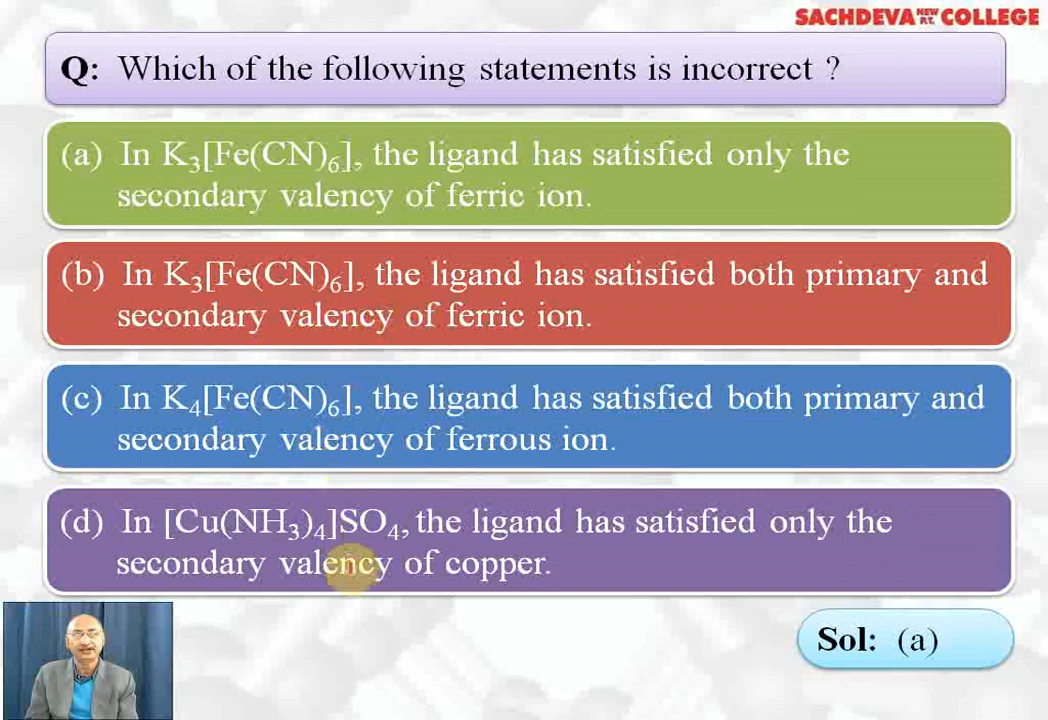 SACHDEVA NEW P.T. COLLEGE
Q: Which of the following statements is incorrect ?
(a) In K₃[Fe(CN)₆], the ligand has satisfied only the
secondary valency of ferric ion.
(b) In K₃[Fe(CN)₆], the ligand has satisfied both primary and
secondary valency of ferric ion.
(c) In K₄[Fe(CN)₆], the ligand has satisfied both primary and
secondary valency of ferrous ion.
(d) In [Cu(NH₃)₄]SO₄, the ligand has satisfied only the
secondary valency of copper.
Sol: (a)